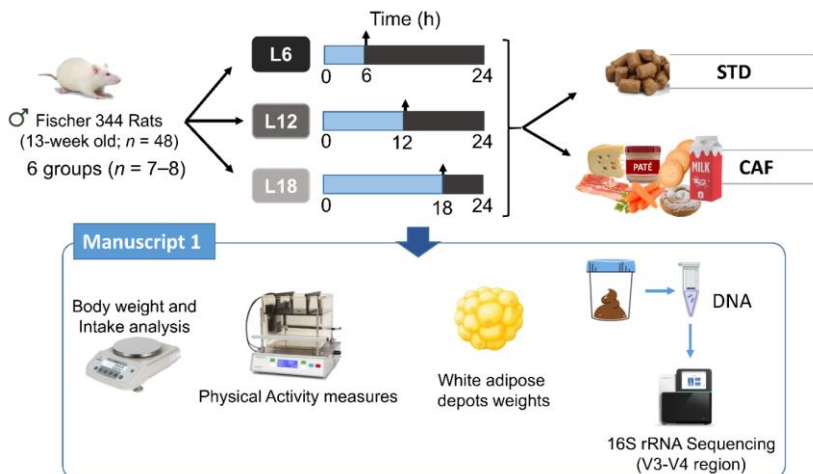 Time (h)
L6
0 6 24
♂ Fischer 344 Rats
(13-week old; n = 48)
6 groups (n = 7–8)
L12
0 12 24
L18
0 18 24
STD
PATÉ
MILK
CAF
Manuscript 1
Body weight and
Intake analysis
Physical Activity measures
White adipose
depots weights
DNA
16S rRNA Sequencing
(V3-V4 region)